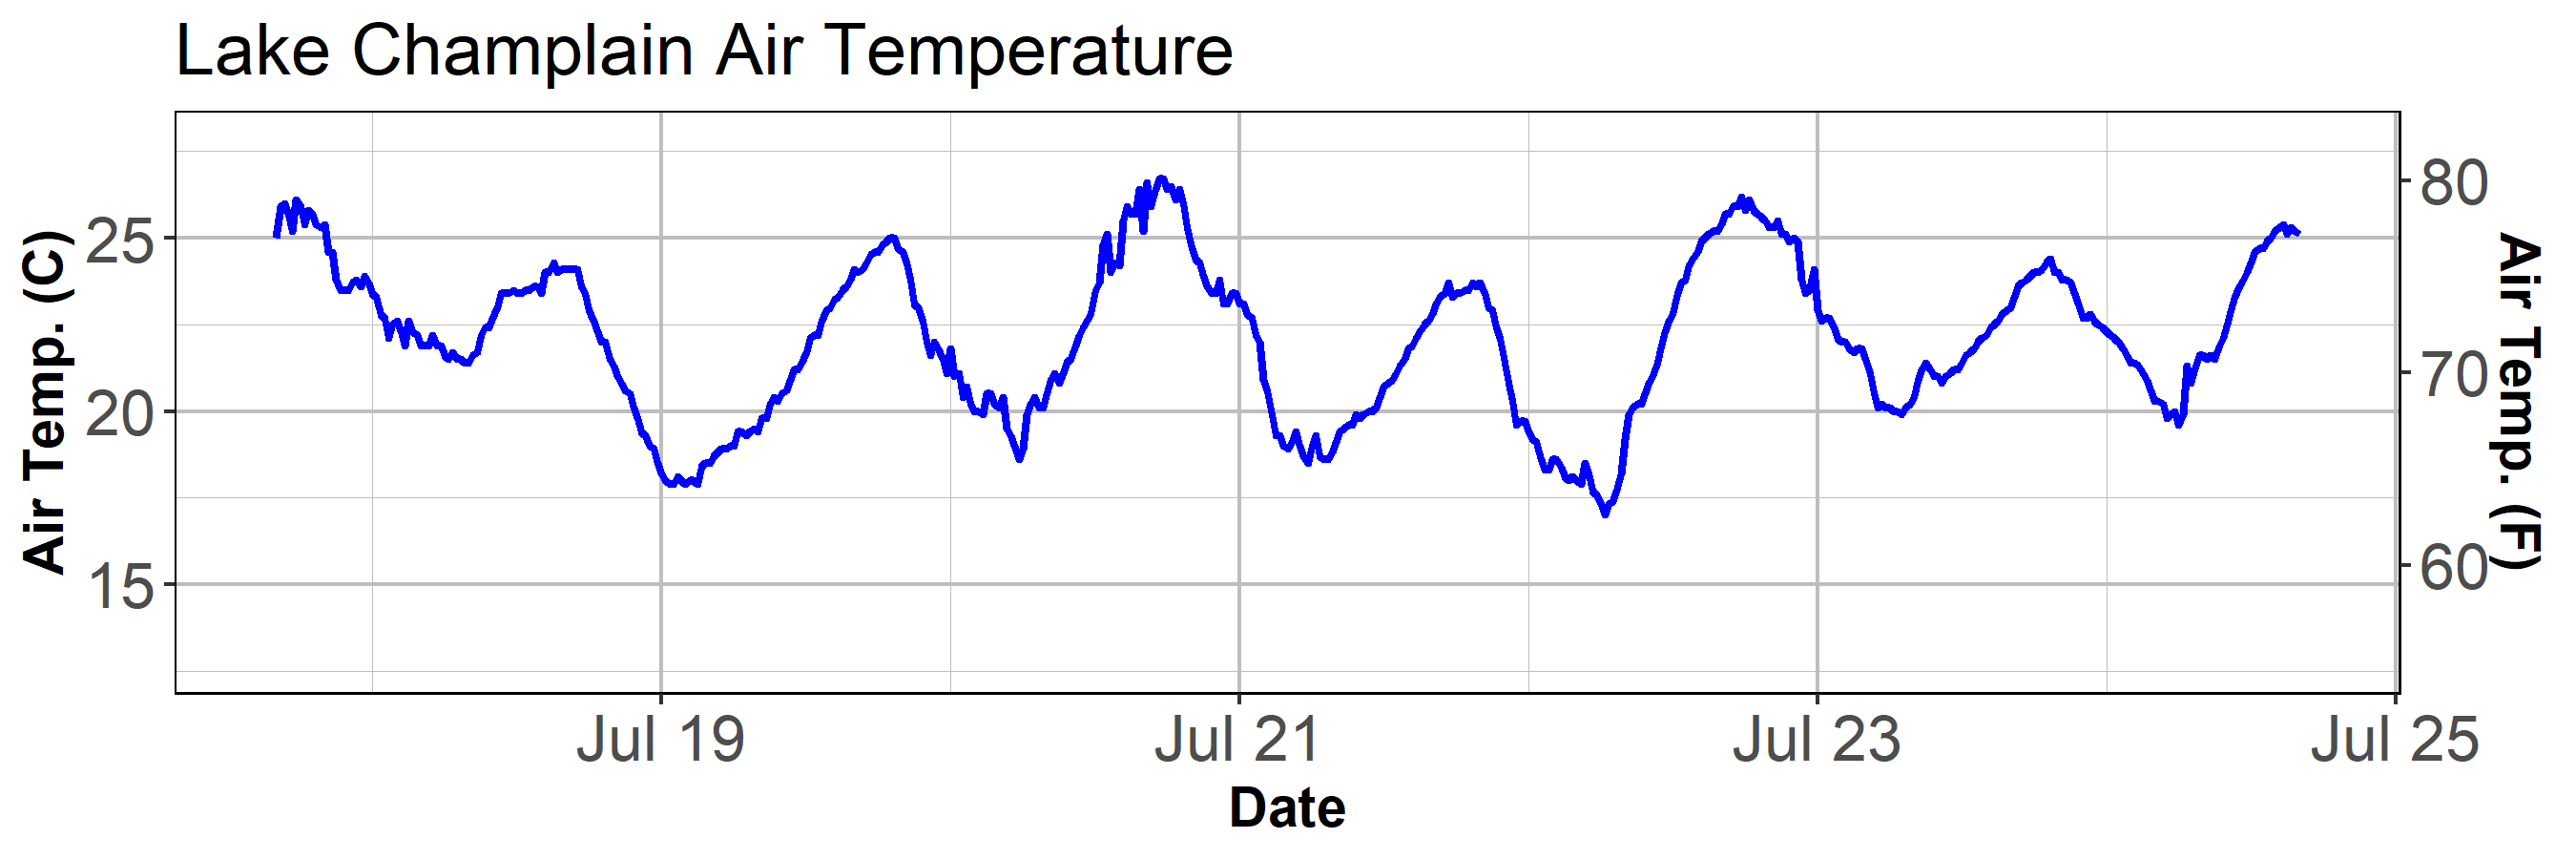 Lake Champlain Air Temperature
Air Temp. (C)
25
20
15
80
70
60
Air Temp. (F)
Jul 19
Jul 21
Jul 23
Jul 25
Date